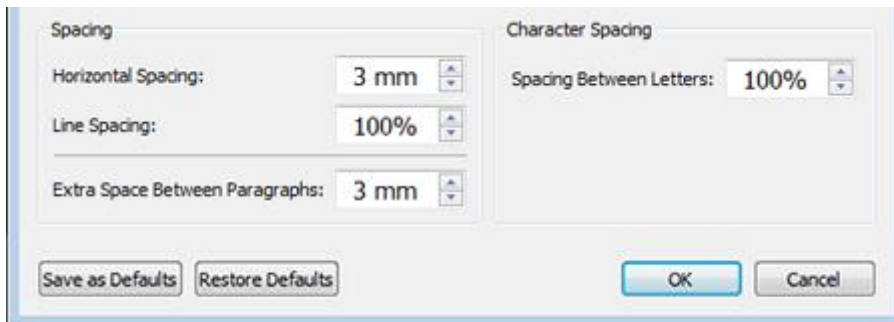 Spacing
Horizontal Spacing: 3 mm
Line Spacing: 100%
Extra Space Between Paragraphs: 3 mm
Character Spacing
Spacing Between Letters: 100%
Save as Defaults Restore Defaults OK Cancel